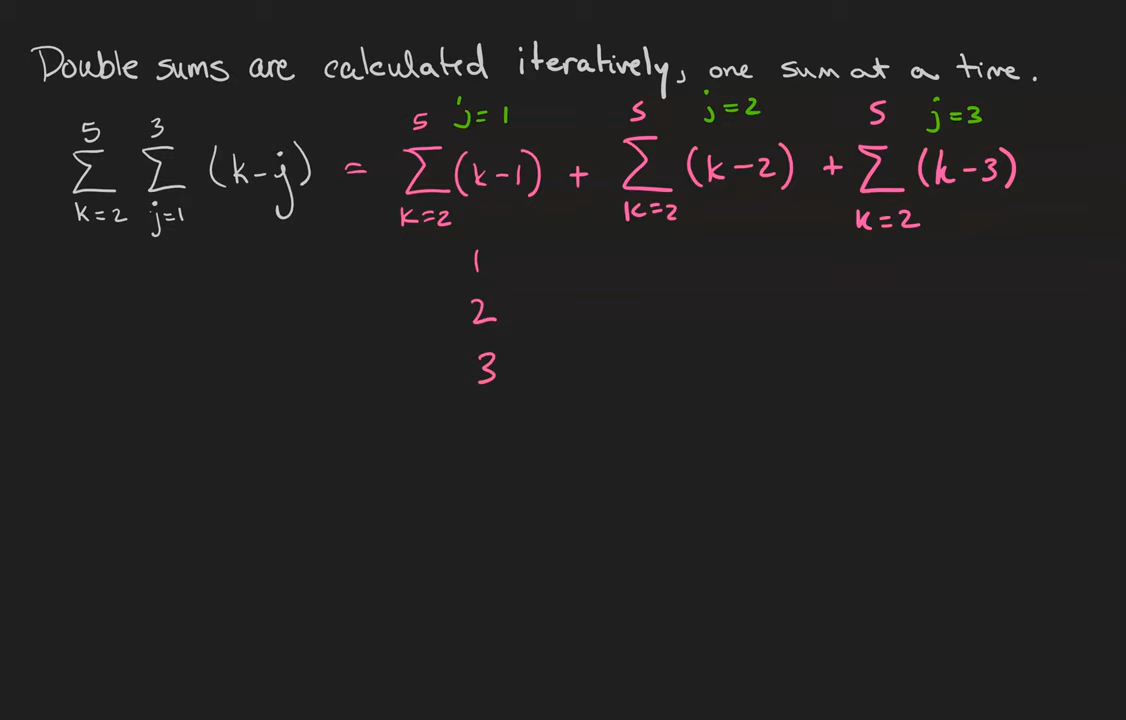 Double sums are calculated iteratively, one sum at a time.
5 3 5 j=1 5 j=2 5 j=3
∑ ∑ (k-j) = ∑(k-1) + ∑ (k-2) + ∑ (k-3)
k=2 j=1 k=2 k=2 k=2
1
2
3